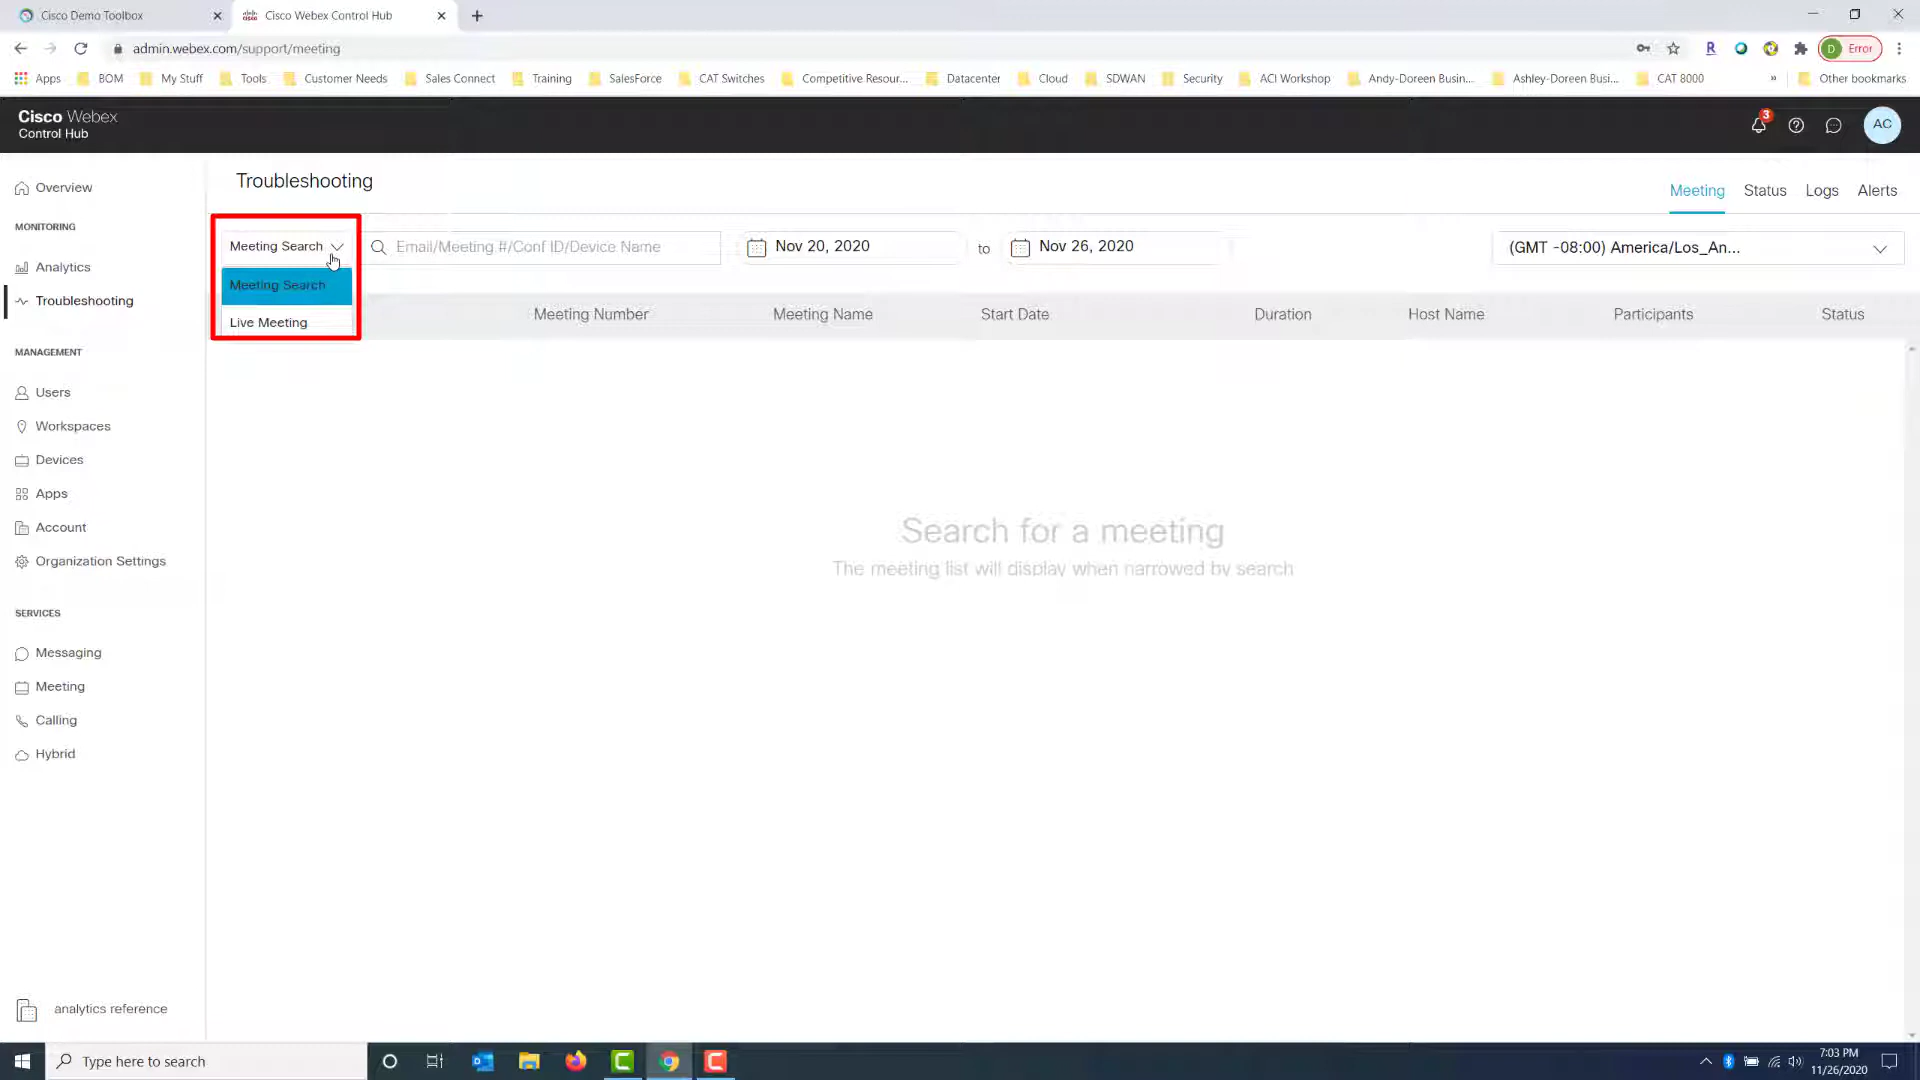 Cisco Demo Toolbox
Cisco Webex Control Hub
admin.webex.com/support/meeting
D Error
Apps
BOM
My Stuff
Tools
Customer Needs
Sales Connect
Training
SalesForce
CAT Switches
Competitive Resour...
Datacenter
Cloud
SDWAN
Security
ACI Workshop
Andy-Doreen Busin...
Ashley-Doreen Busi...
CAT 8000
»
Other bookmarks
Cisco Webex
Control Hub
3
AC
Overview
MONITORING
Analytics
Troubleshooting
MANAGEMENT
Users
Workspaces
Devices
Apps
Account
Organization Settings
SERVICES
Messaging
Meeting
Calling
Hybrid
analytics reference
Troubleshooting
Meeting
Status
Logs
Alerts
Meeting Search
Email/Meeting #/Conf ID/Device Name
Nov 20, 2020
to
Nov 26, 2020
(GMT -08:00) America/Los_An...
Meeting Search
Live Meeting
Meeting Number
Meeting Name
Start Date
Duration
Host Name
Participants
Status
Search for a meeting
The meeting list will display when narrowed by search
Type here to search
7:03 PM
11/26/2020